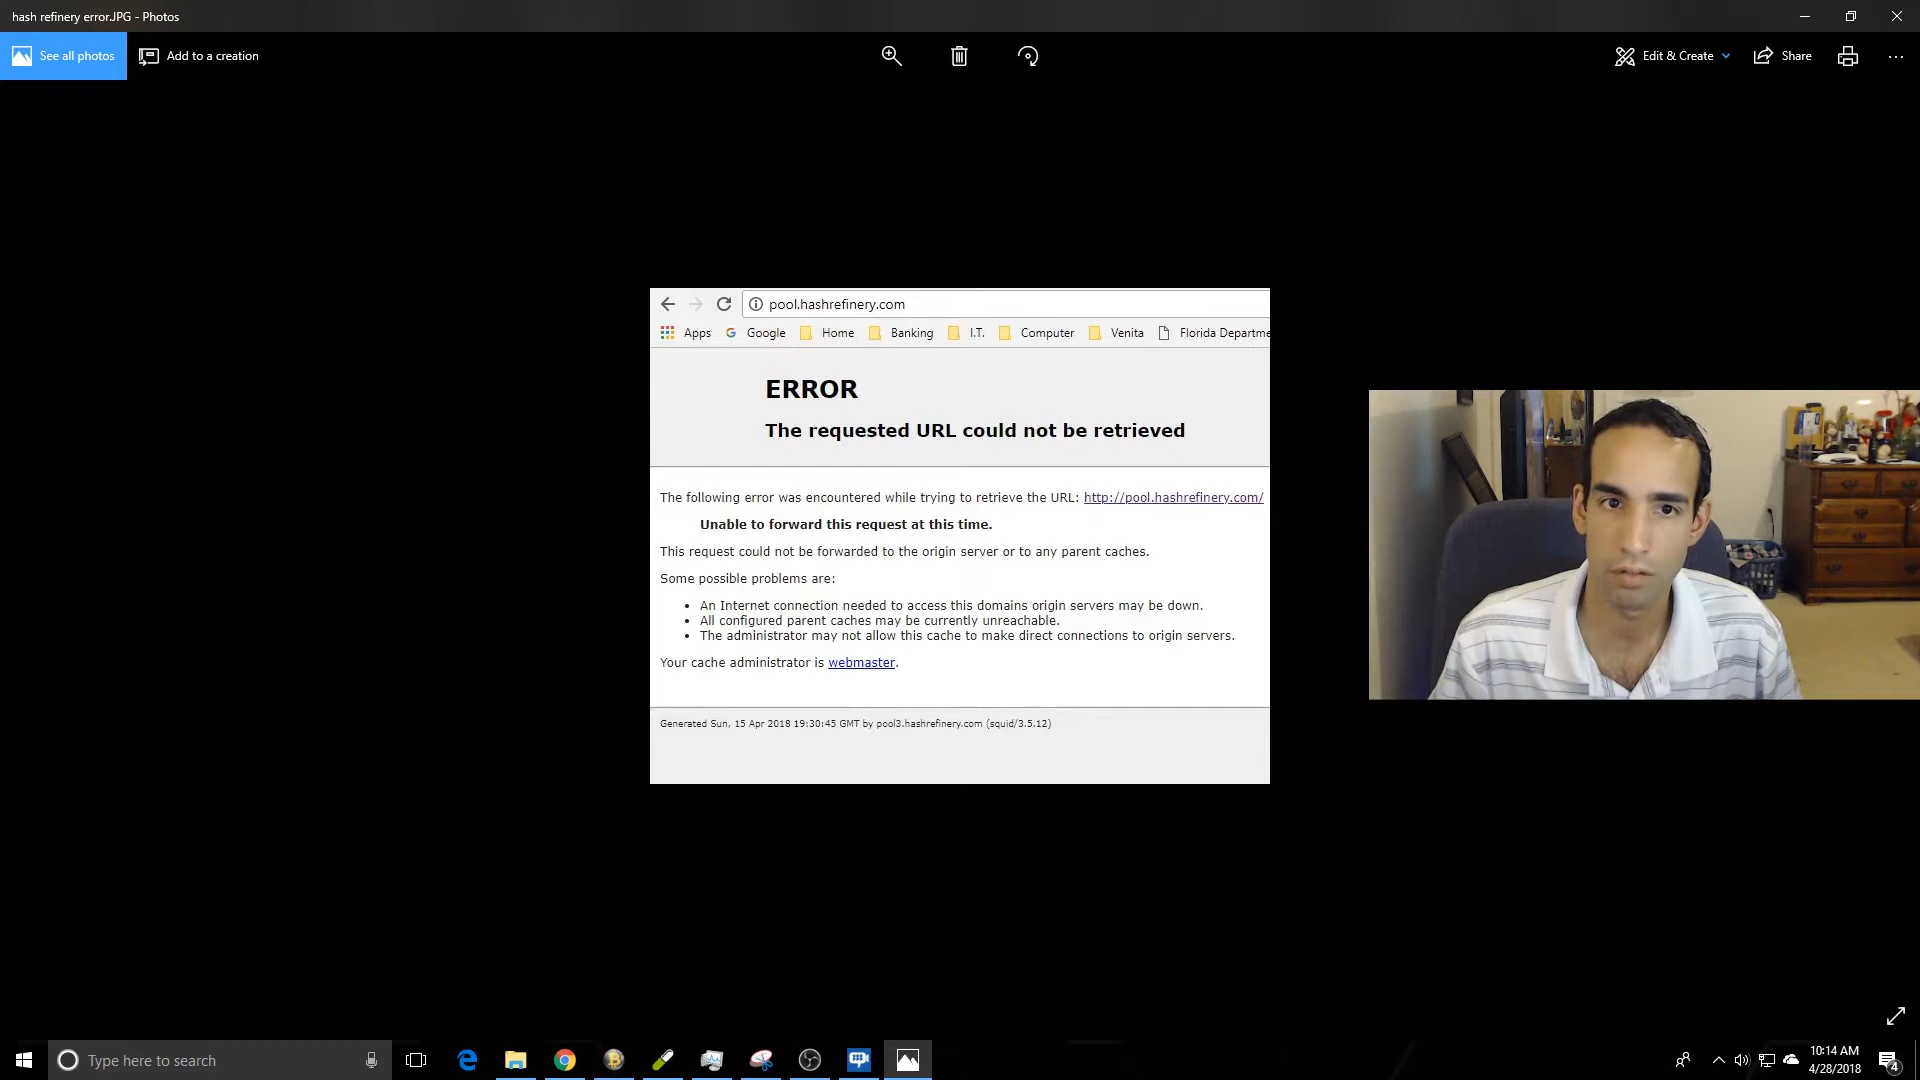 hash refinery error.JPG - Photos
See all photos
Add to a creation
Edit & Create
Share
pool.hashrefinery.com
Apps Google Home Banking I.T. Computer Venita Florida Departme
ERROR
The requested URL could not be retrieved
The following error was encountered while trying to retrieve the URL: http://pool.hashrefinery.com/
Unable to forward this request at this time.
This request could not be forwarded to the origin server or to any parent caches.
Some possible problems are:
• An Internet connection needed to access this domains origin servers may be down.
• All configured parent caches may be currently unreachable.
• The administrator may not allow this cache to make direct connections to origin servers.
Your cache administrator is webmaster.
Generated Sun, 15 Apr 2018 19:30:45 GMT by pool3.hashrefinery.com (squid/3.5.12)
Type here to search
10:14 AM
4/28/2018
4